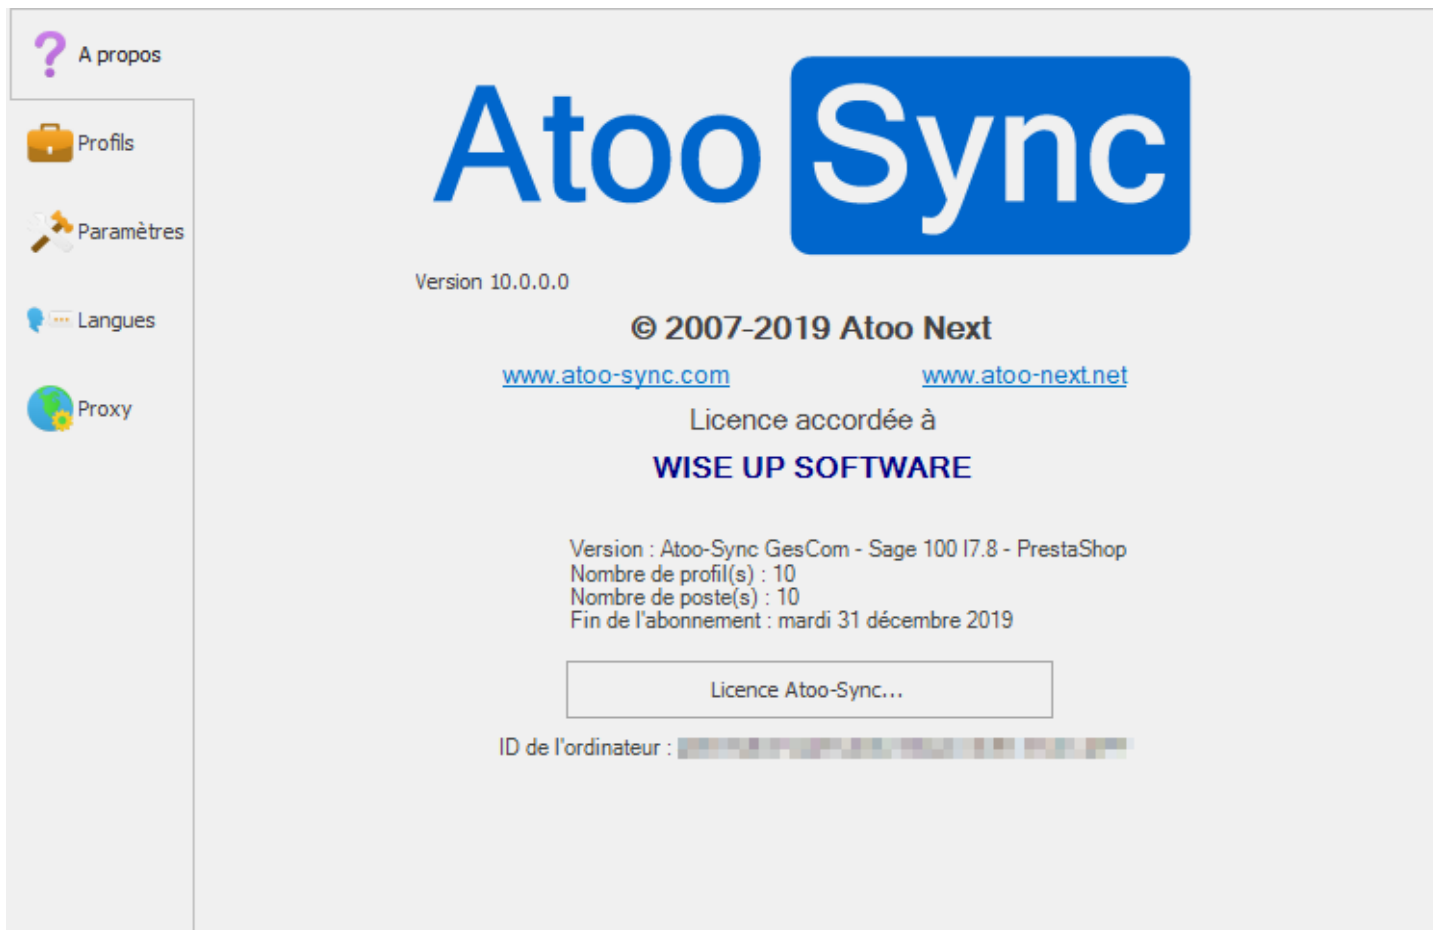 A propos
Profils
Paramètres
Langues
Proxy
Atoo Sync
Version 10.0.0.0
© 2007-2019 Atoo Next
www.atoo-sync.com www.atoo-next.net
Licence accordée à
WISE UP SOFTWARE
Version : Atoo-Sync GesCom - Sage 100 I7.8 - PrestaShop
Nombre de profil(s) : 10
Nombre de poste(s) : 10
Fin de l'abonnement : mardi 31 décembre 2019
Licence Atoo-Sync...
ID de l'ordinateur :